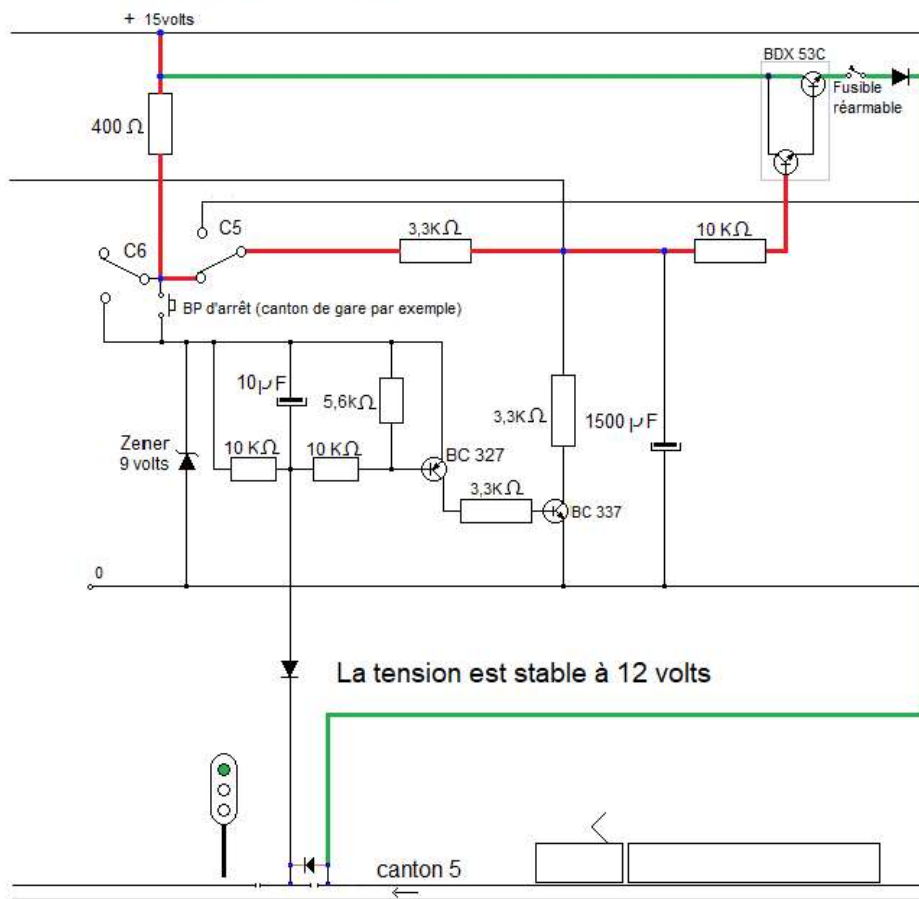 + 15volts
BDX 53C
Fusible
réarmable
400 Ω
C5
3,3KΩ
10 KΩ
C6
BP d'arrêt (canton de gare par exemple)
10µF
5,6kΩ
3,3KΩ
1500 µF
Zener
9 volts
10 KΩ
10 KΩ
BC 327
3,3KΩ
BC 337
0
La tension est stable à 12 volts
canton 5